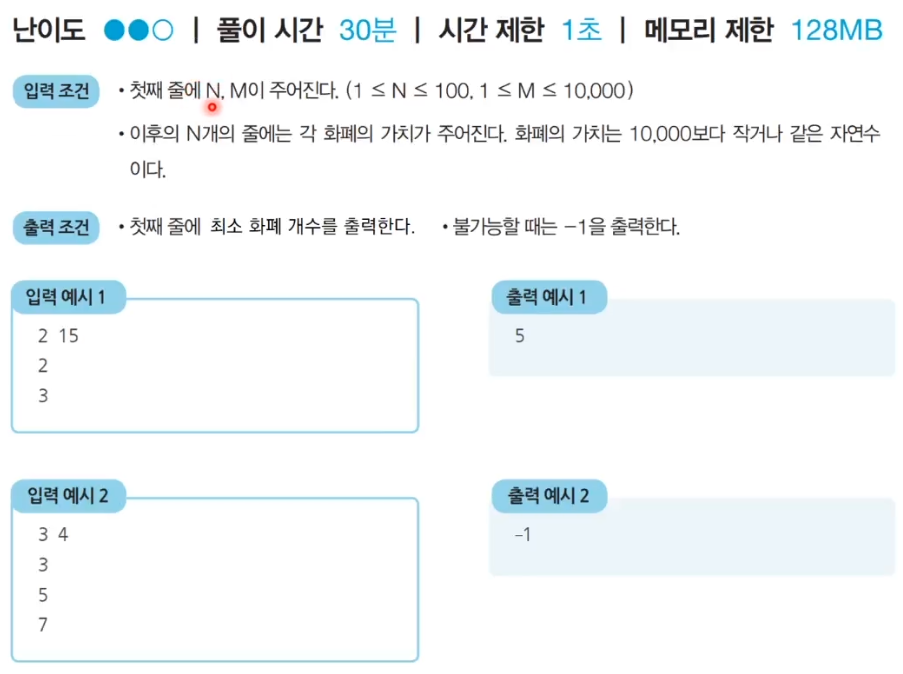 난이도 ●●○ | 풀이 시간 30분 | 시간 제한 1초 | 메모리 제한 128MB
입력 조건 • 첫째 줄에 N, M이 주어진다. (1 ≤ N ≤ 100, 1 ≤ M ≤ 10,000)
• 이후의 N개의 줄에는 각 화폐의 가치가 주어진다. 화폐의 가치는 10,000보다 작거나 같은 자연수
이다.
출력 조건 • 첫째 줄에 최소 화폐 개수를 출력한다. • 불가능할 때는 −1을 출력한다.
입력 예시 1
2 15
2
3
출력 예시 1
5
입력 예시 2
3 4
3
5
7
출력 예시 2
−1